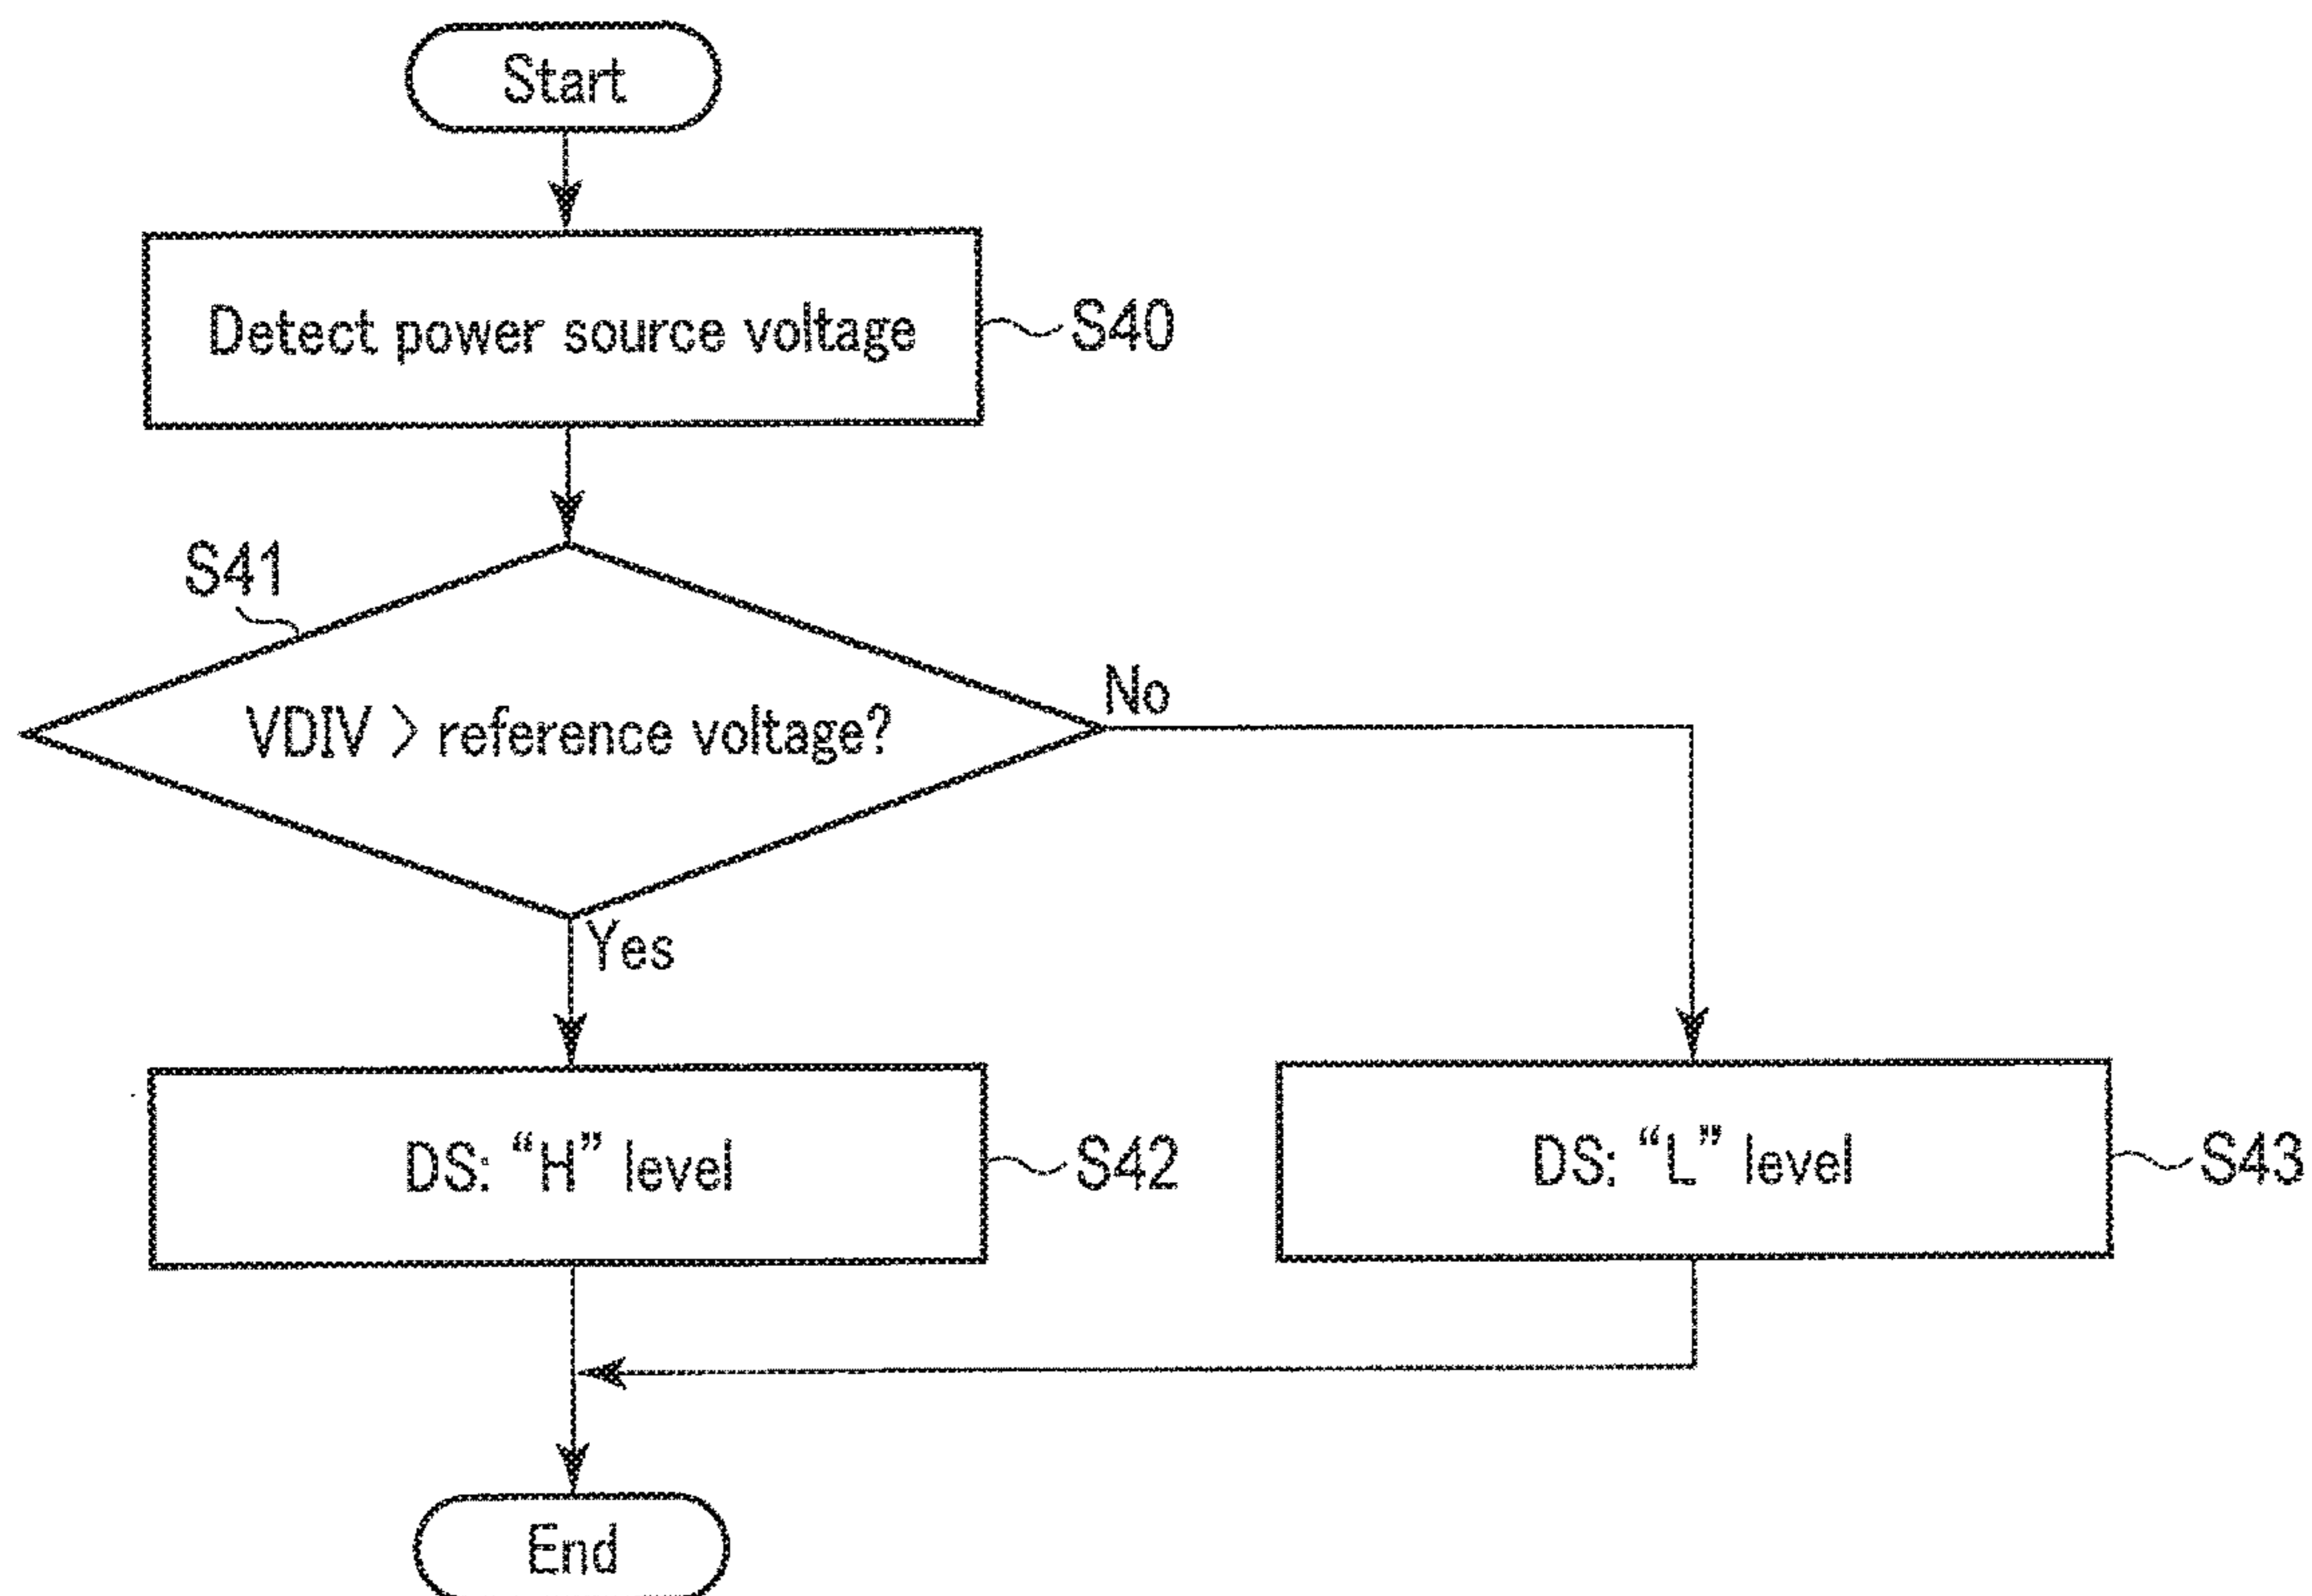 Start
Detect power source voltage
S40
S41
VDIV > reference voltage?
No
Yes
DS: “H” level
S42
DS: “L” level
S43
End